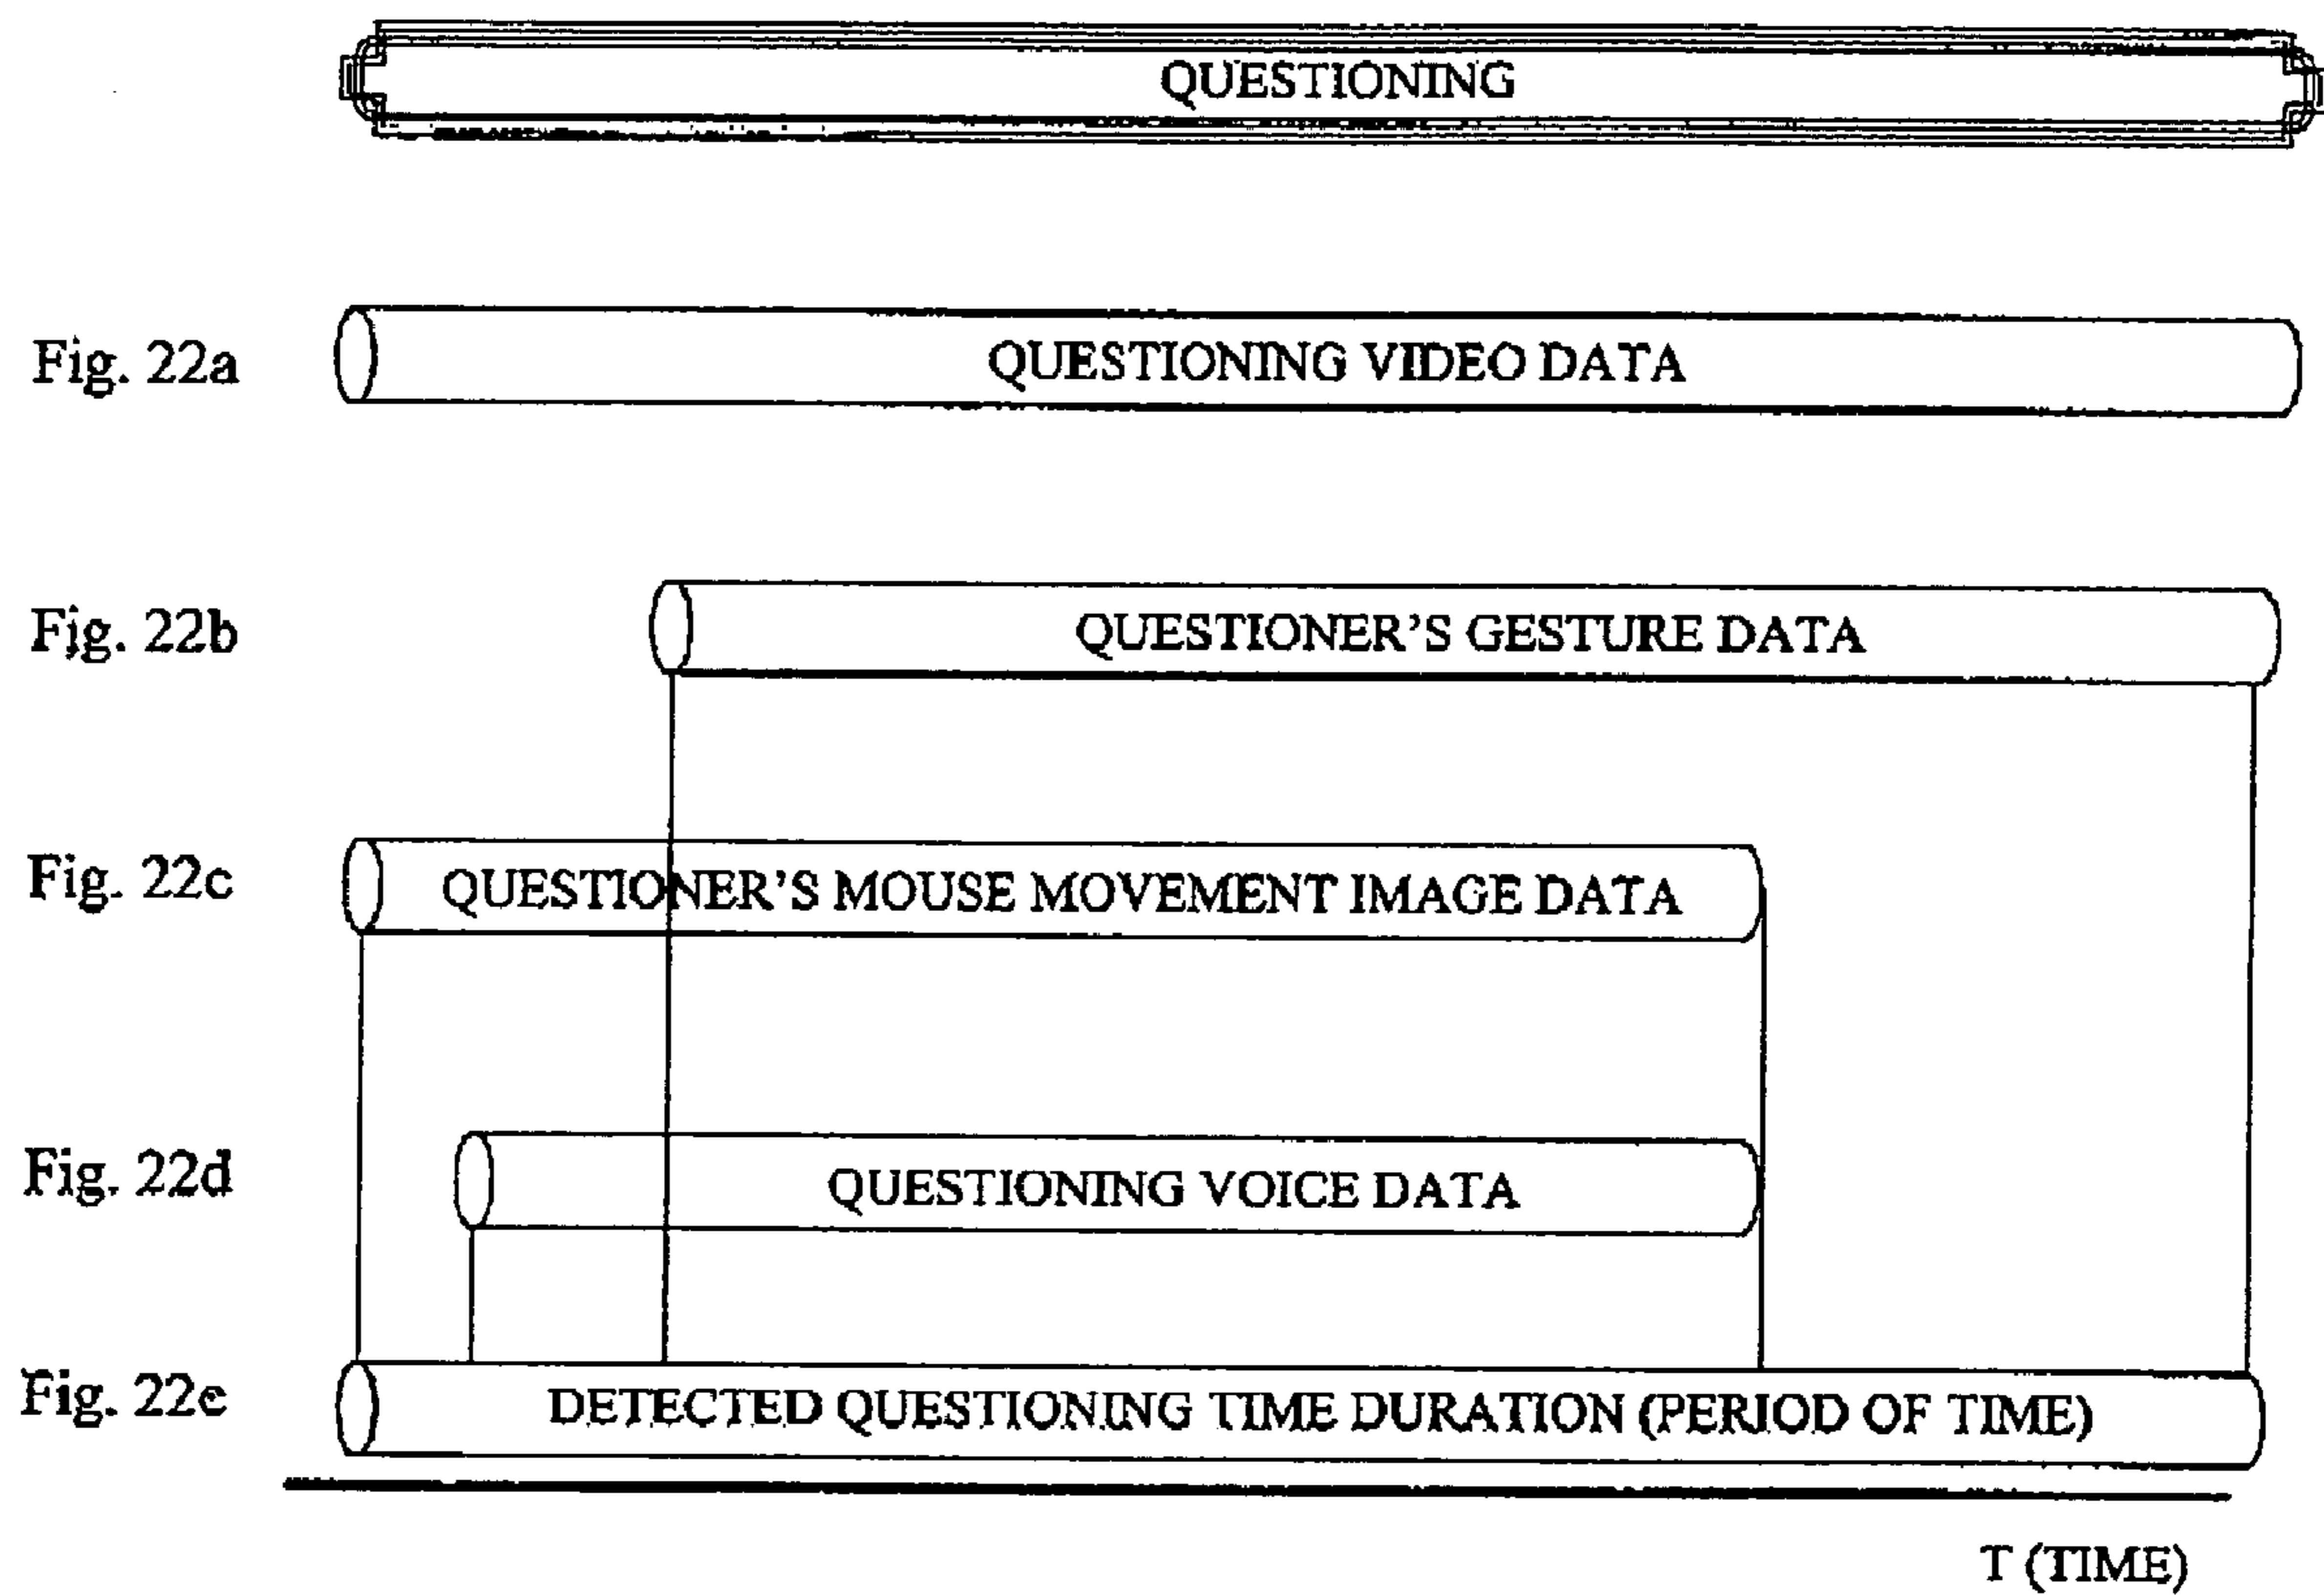 QUESTIONING
Fig. 22a
QUESTIONING VIDEO DATA
Fig. 22b
QUESTIONER'S GESTURE DATA
Fig. 22c
QUESTIONER'S MOUSE MOVEMENT IMAGE DATA
Fig. 22d
QUESTIONING VOICE DATA
Fig. 22e
DETECTED QUESTIONING TIME DURATION (PERIOD OF TIME)
T (TIME)